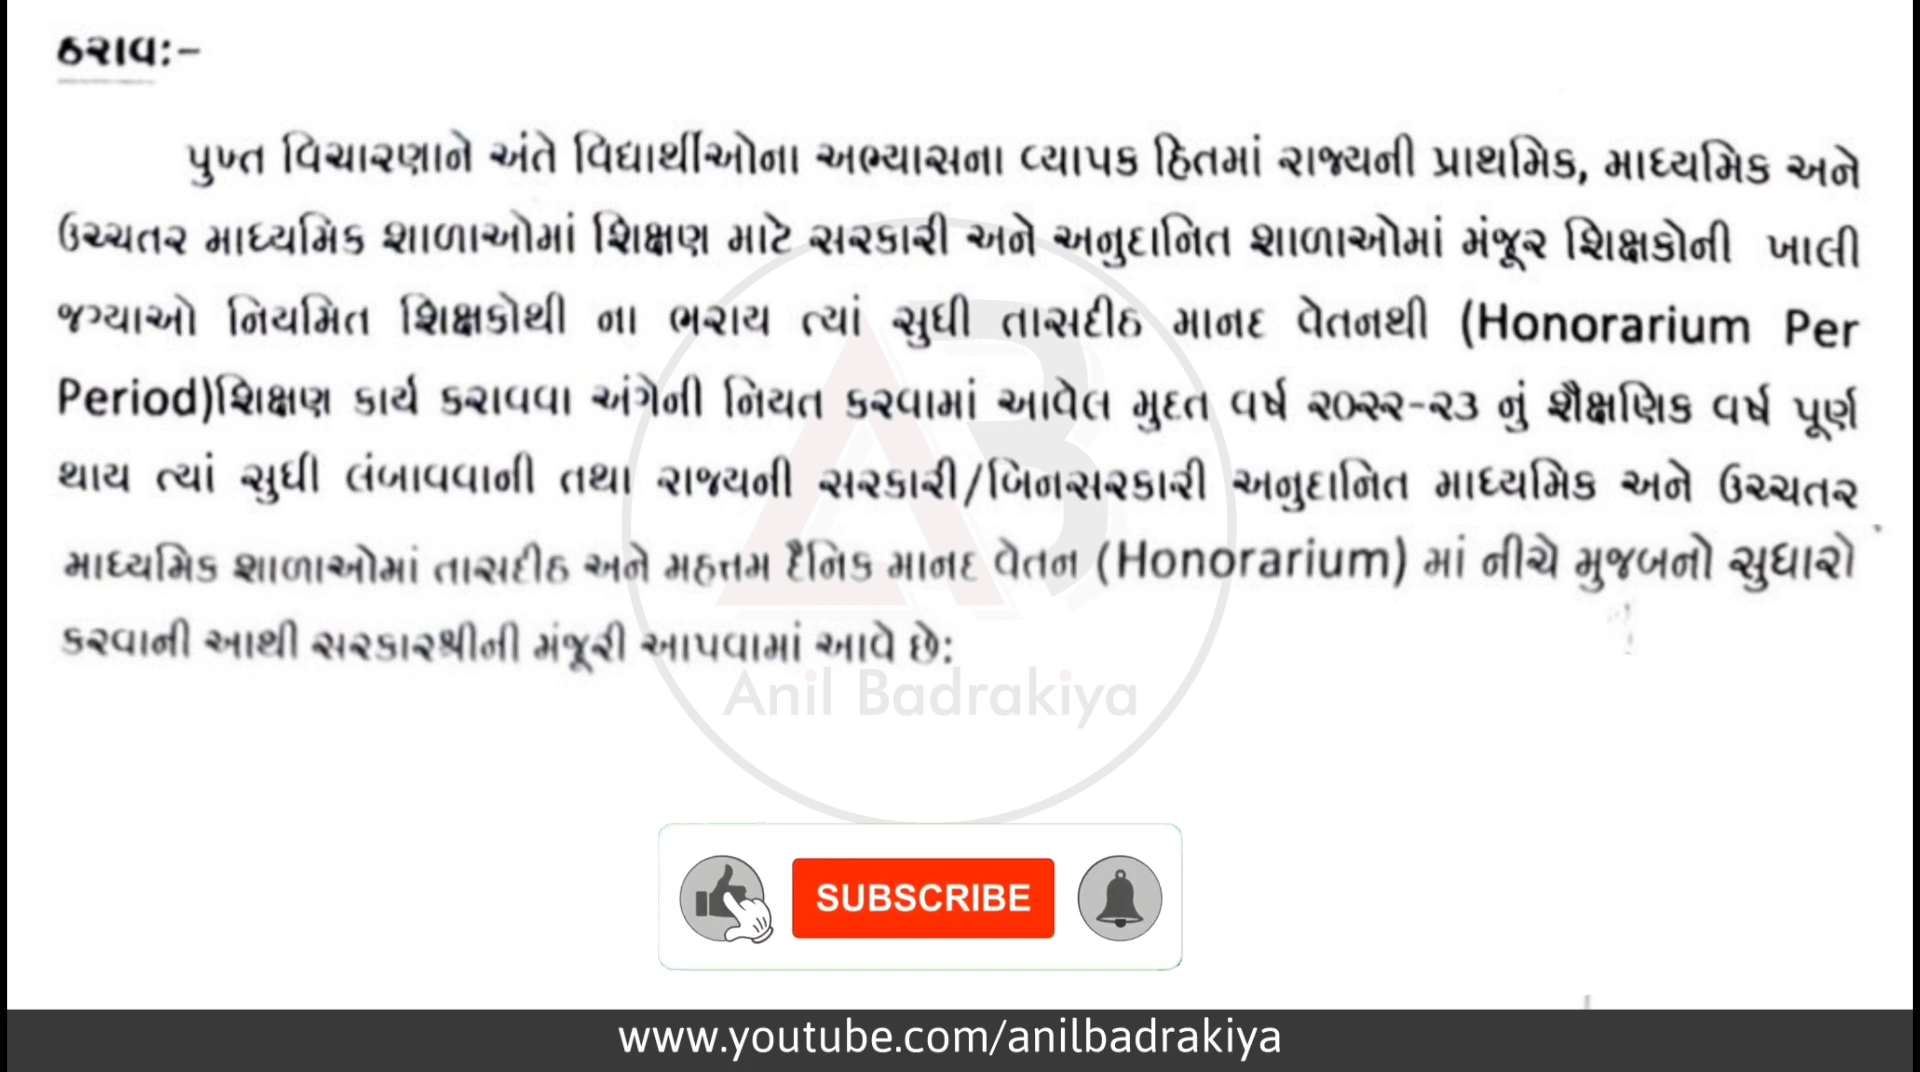 ઠરાવ:-
પુખ્ત વિચારણાને અંતે વિદ્યાર્થીઓના અભ્યાસના વ્યાપક હિતમાં રાજ્યની પ્રાથમિક, માધ્યમિક અને
ઉચ્ચતર માધ્યમિક શાળાઓમાં શિક્ષણ માટે સરકારી અને અનુદાનિત શાળાઓમાં મંજૂર શિક્ષકોની ખાલી
જગ્યાઓ નિયમિત શિક્ષકોથી ના ભરાય ત્યાં સુધી તાસદીઠ માનદ વેતનથી (Honorarium Per
Period)શિક્ષણ કાર્ય કરાવવા અંગેની નિયત કરવામાં આવેલ મુદત વર્ષ ૨૦૨૨-૨૩ નું શૈક્ષણિક વર્ષ પૂર્ણ
થાય ત્યાં સુધી લંબાવવાની તથા રાજ્યની સરકારી/બિનસરકારી અનુદાનિત માધ્યમિક અને ઉચ્ચતર
માધ્યમિક શાળાઓમાં તાસદીઠ અને મહત્તમ દૈનિક માનદ વેતન (Honorarium) માં નીચે મુજબનો સુધારો
કરવાની આથી સરકારશ્રીની મંજૂરી આપવામાં આવે છે:
AB
Anil Badrakiya
SUBSCRIBE
www.youtube.com/anilbadrakiya